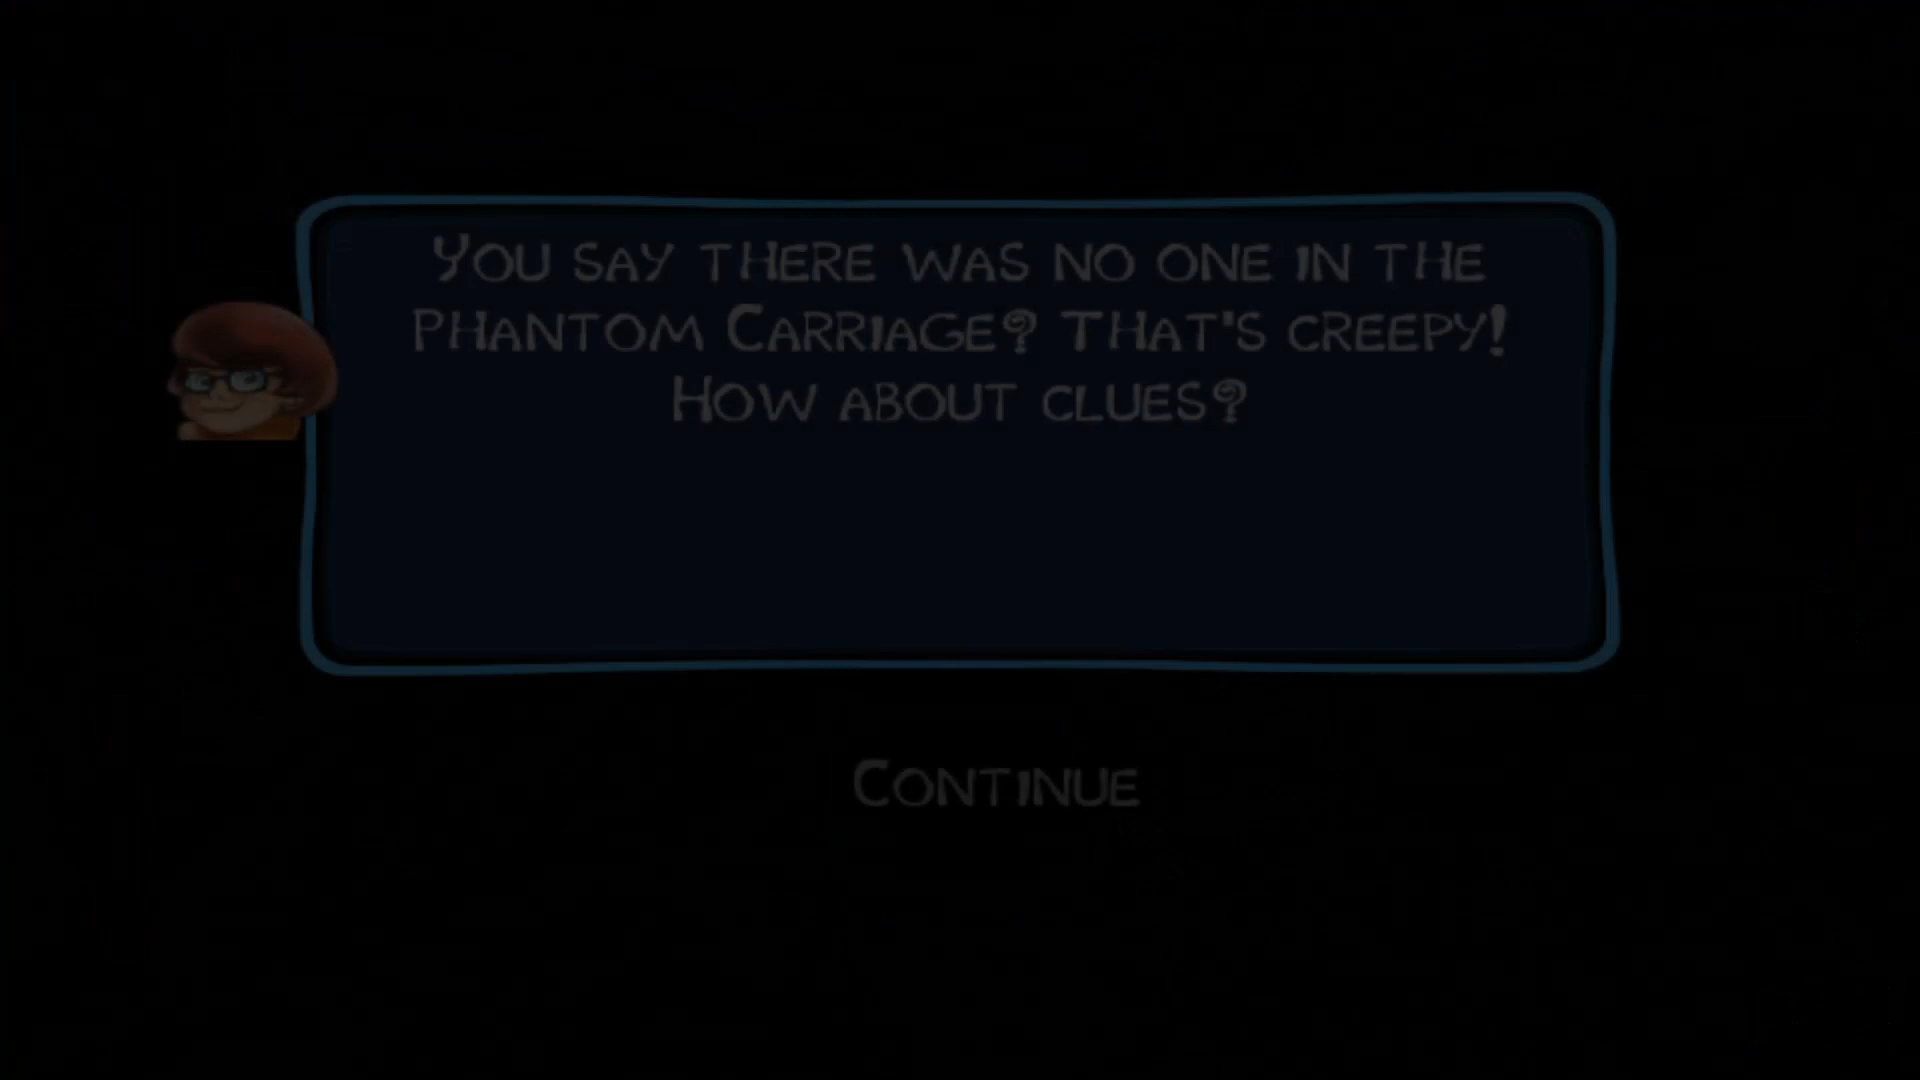 You say there was no one in the
phantom Carriage? That's creepy!
How about clues?
Continue